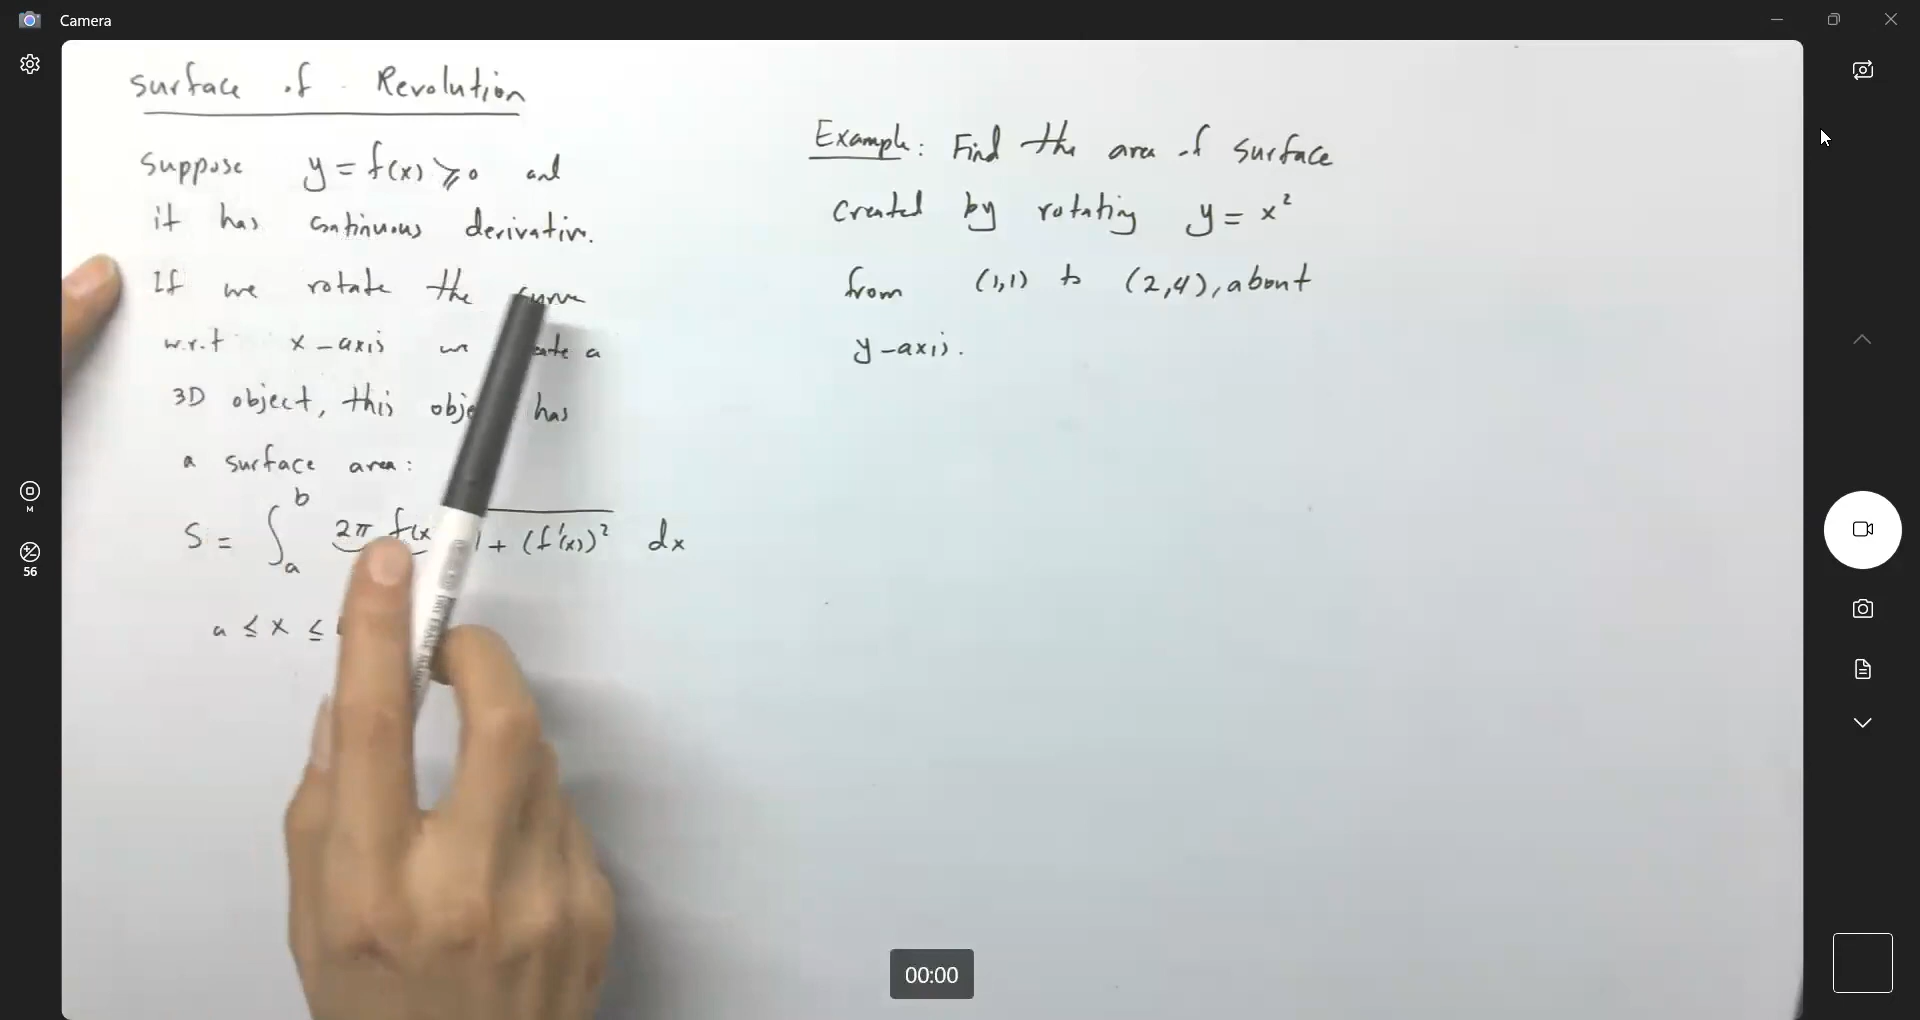 Camera
Surface of Revolution
Suppose y = f(x) ⩾ 0 and
it has continuous derivative.
If we rotate the curve
w.r.t x-axis we a
3D object, this has
a surface area:
S = ∫_a^b 2π f(x 1 + (f'(x))² dx
a ≤ x ≤
Example: Find the area of surface
created by rotating y = x²
from (1,1) to (2,4), about
y-axis.
M
56
00:00